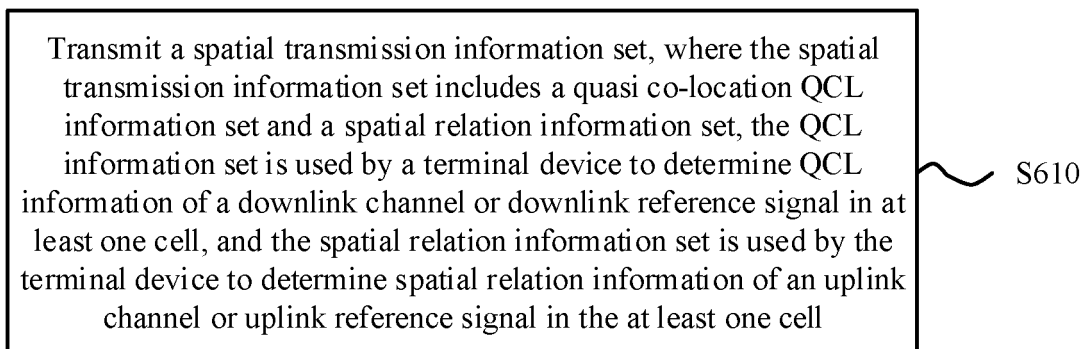 Transmit a spatial transmission information set, where the spatial
transmission information set includes a quasi co-location QCL
information set and a spatial relation information set, the QCL
information set is used by a terminal device to determine QCL
information of a downlink channel or downlink reference signal in at
least one cell, and the spatial relation information set is used by the
terminal device to determine spatial relation information of an uplink
channel or uplink reference signal in the at least one cell
S610